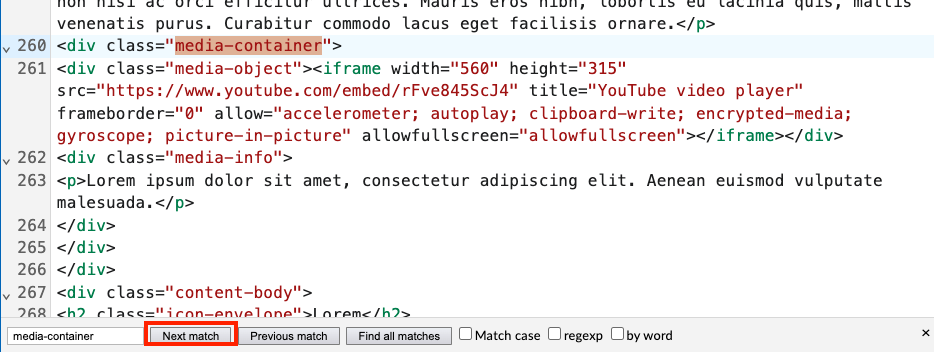 non nisi ac orci efficitur ultrices. Mauris eros nibh, lobortis eu lacinia quis, mattis
venenatis purus. Curabitur commodo lacus eget facilisis ornare.</p>
260 <div class="media-container">
261 <div class="media-object"><iframe width="560" height="315"
src="https://www.youtube.com/embed/rFve845ScJ4" title="YouTube video player"
frameborder="0" allow="accelerometer; autoplay; clipboard-write; encrypted-media;
gyroscope; picture-in-picture" allowfullscreen="allowfullscreen"></iframe></div>
262 <div class="media-info">
263 <p>Lorem ipsum dolor sit amet, consectetur adipiscing elit. Aenean euismod vulputate
malesuada.</p>
264 </div>
265 </div>
266 </div>
267 <div class="content-body">
268 <h2 class="icon-envelope">Lorem</h2>
media-container Next match Previous match Find all matches Match case regexp by word ×